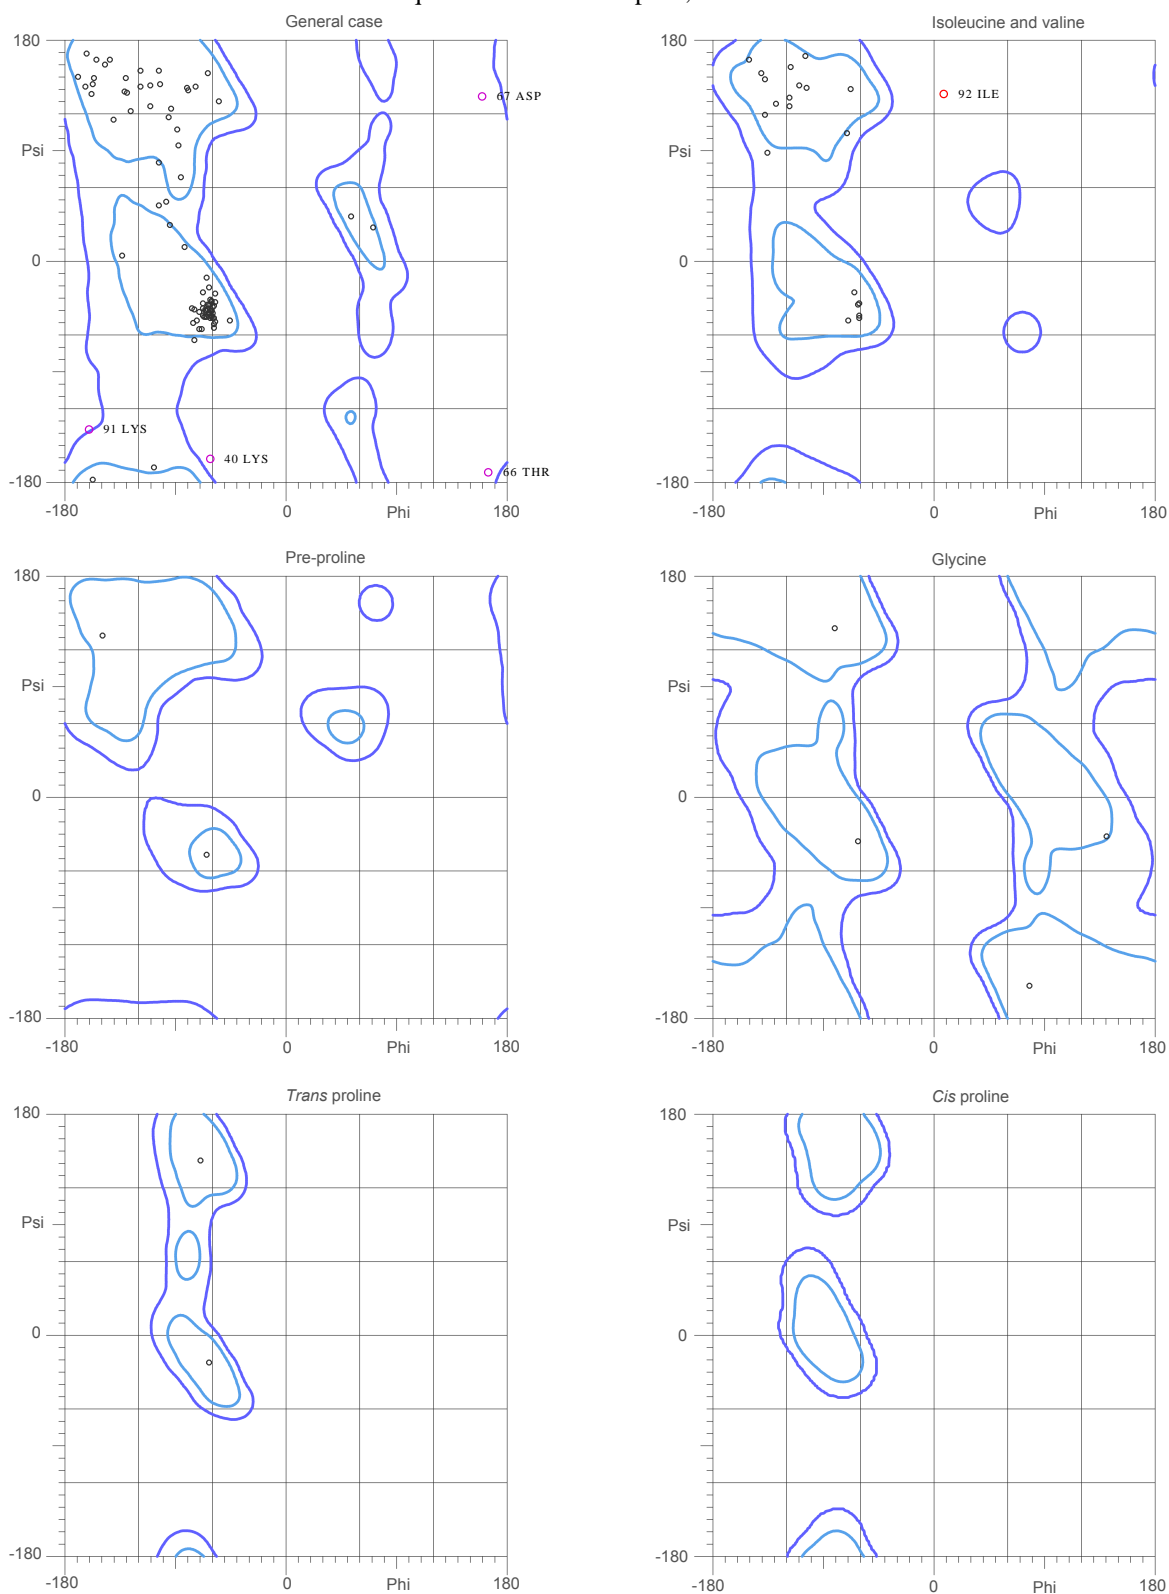 General case
Isoleucine and valine
180
180
67 ASP
92 ILE
Psi
Psi
0
0
91 LYS
40 LYS
66 THR
-180
-180
-180
0
Phi
180
-180
0
Phi
180
Pre-proline
Glycine
180
180
Psi
Psi
0
0
-180
-180
-180
0
Phi
180
-180
0
Phi
180
Trans proline
Cis proline
180
180
Psi
Psi
0
0
-180
-180
-180
0
Phi
180
-180
0
Phi
180